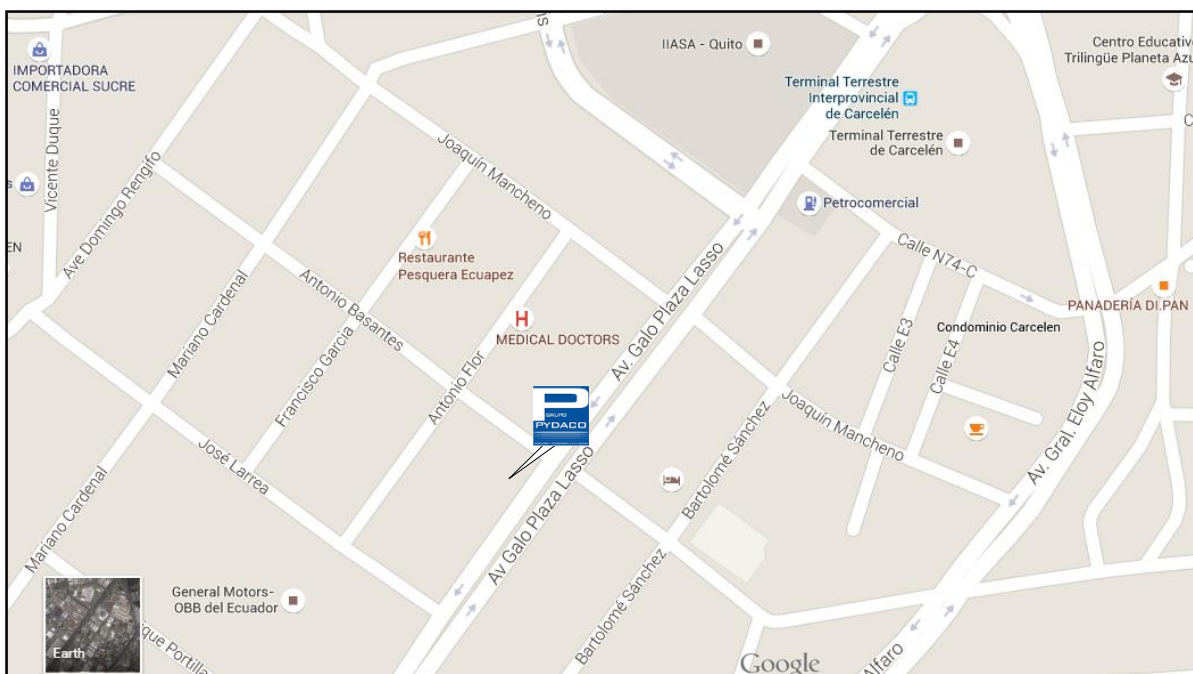 IIASA - Quito
Centro Educativo
Trilingüe Planeta Azu
IMPORTADORA
COMERCIAL SUCRE
Terminal Terrestre
Interprovincial
de Carcelén
Terminal Terrestre
de Carcelén
Vicente Duque
Ave Domingo Rengifo
Joaquín Mancheno
Petrocomercial
Restaurante
Pesquera Ecuapez
Calle N74-C
EN
Antonio Basantes
Mariano Cardenal
Francisco García
H
MEDICAL DOCTORS
Antonio Flor
Av. Galo Plaza Lasso
PANADERÍA DI.PAN
Condominio Carcelen
Calle E3
Calle E4
Av. Gral. Eloy Alfaro
P
GRUPO
PYDACO
Joaquín Mancheno
Bartolomé Sánchez
José Larrea
Mariano Cardenal
Av Galo Plaza Lasso
General Motors-
OBB del Ecuador
Bartolomé Sánchez
Earth
ique Portilla
Google
Alfaro